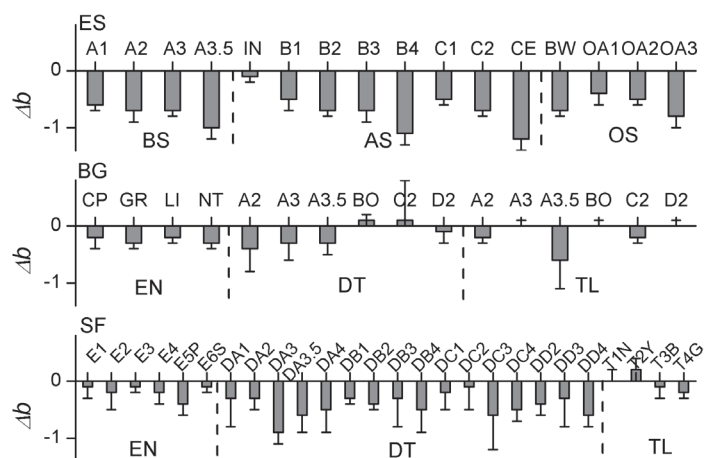 ES
A1 A2 A3 A3.5 IN B1 B2 B3 B4 C1 C2 CE BW OA1 OA2 OA3
0
Δb
-1
BS AS OS
BG
CP GR LI NT A2 A3 A3.5 BO C2 D2 A2 A3 A3.5 BO C2 D2
0
Δb
-1
EN DT TL
SF
E1 E2 E3 E4 E5P E6S DA1 DA2 DA3 DA3.5 DA4 DB1 DB2 DB3 DB4 DC1 DC2 DC3 DC4 DD2 DD3 DD4 T1N T2Y T3B T4G
0
Δb
-1
EN DT TL